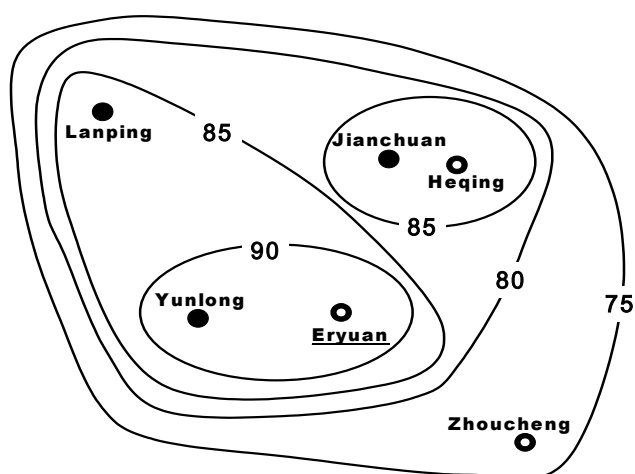 Lanping
85
Jianchuan
Heqing
85
90
80
75
Yunlong
Eryuan
Zhoucheng